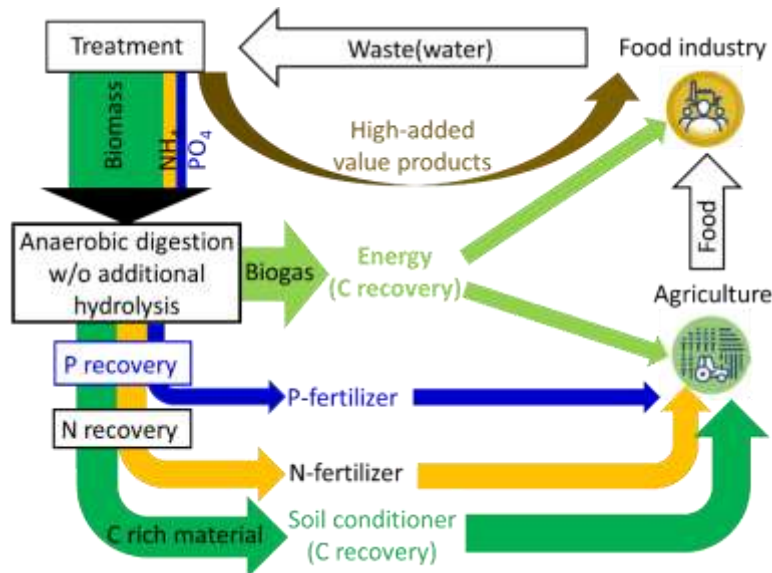 Treatment
Waste(water)
Food industry
Biomass
NH₄
PO₄
High-added
value products
Anaerobic digestion
w/o additional
hydrolysis
Biogas
Energy
(C recovery)
Food
Agriculture
P recovery
P-fertilizer
N recovery
N-fertilizer
C rich material
Soil conditioner
(C recovery)